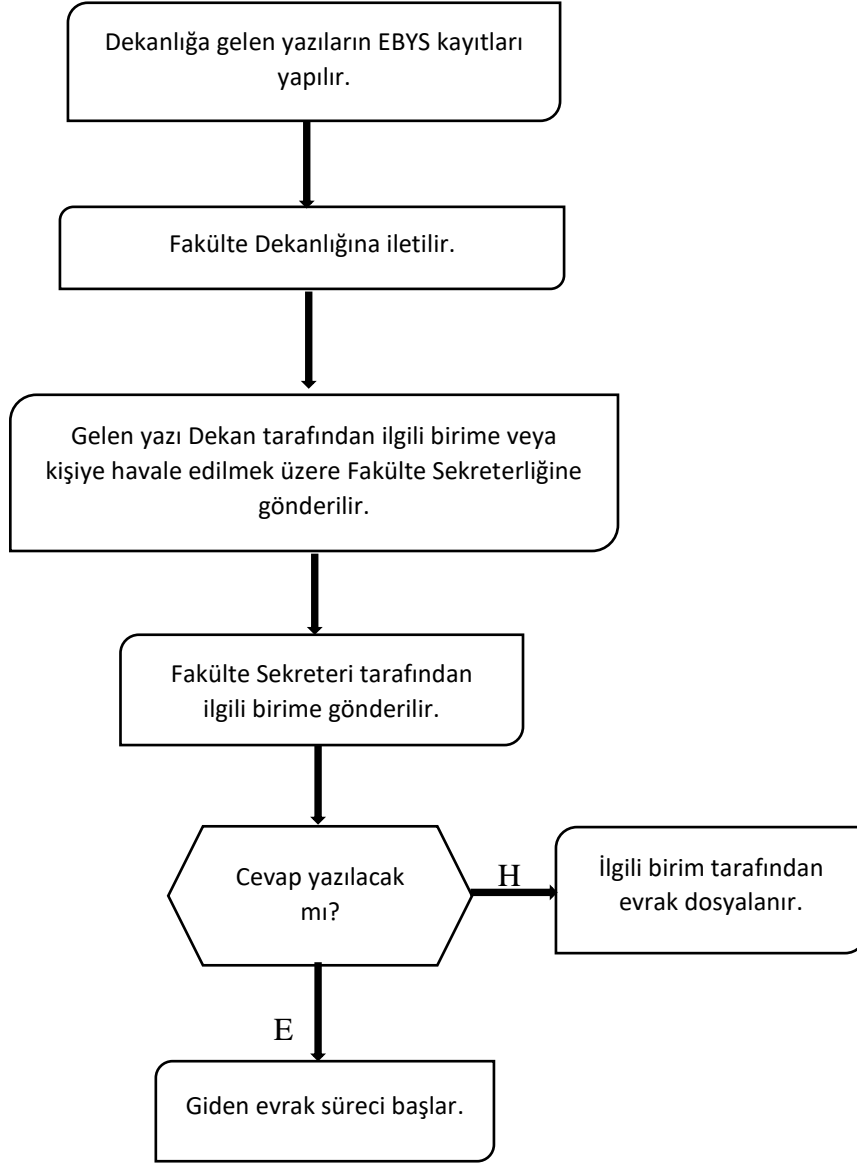 Dekanlığa gelen yazıların EBYS kayıtları
yapılır.
Fakülte Dekanlığına iletilir.
Gelen yazı Dekan tarafından ilgili birime veya
kişiye havale edilmek üzere Fakülte Sekreterliğine
gönderilir.
Fakülte Sekreteri tarafından
ilgili birime gönderilir.
Cevap yazılacak
mı?
H
İlgili birim tarafından
evrak dosyalanır.
E
Giden evrak süreci başlar.